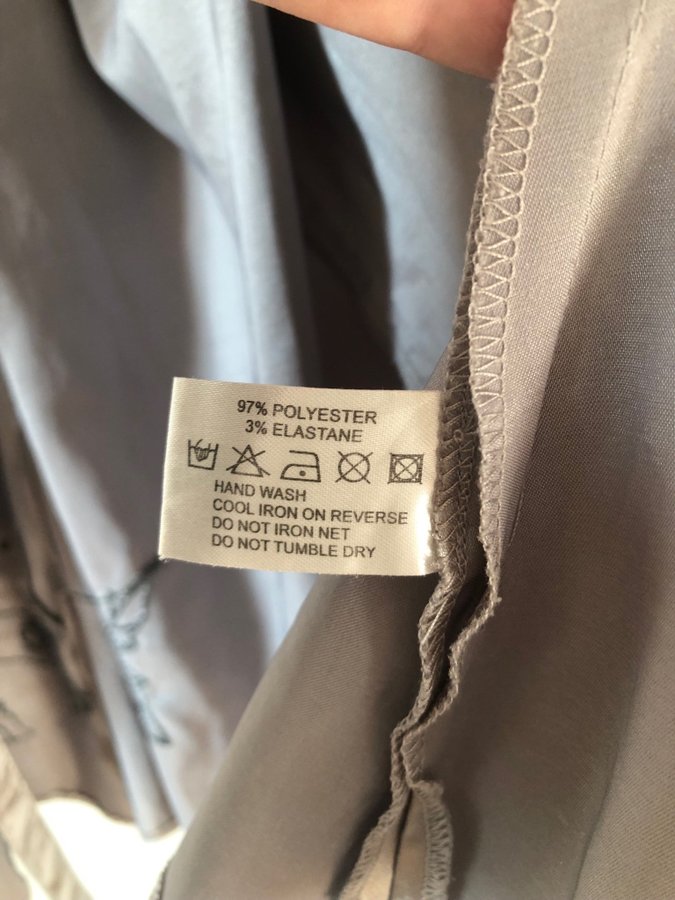 97% POLYESTER
3% ELASTANE
HAND WASH
COOL IRON ON REVERSE
DO NOT IRON NET
DO NOT TUMBLE DRY